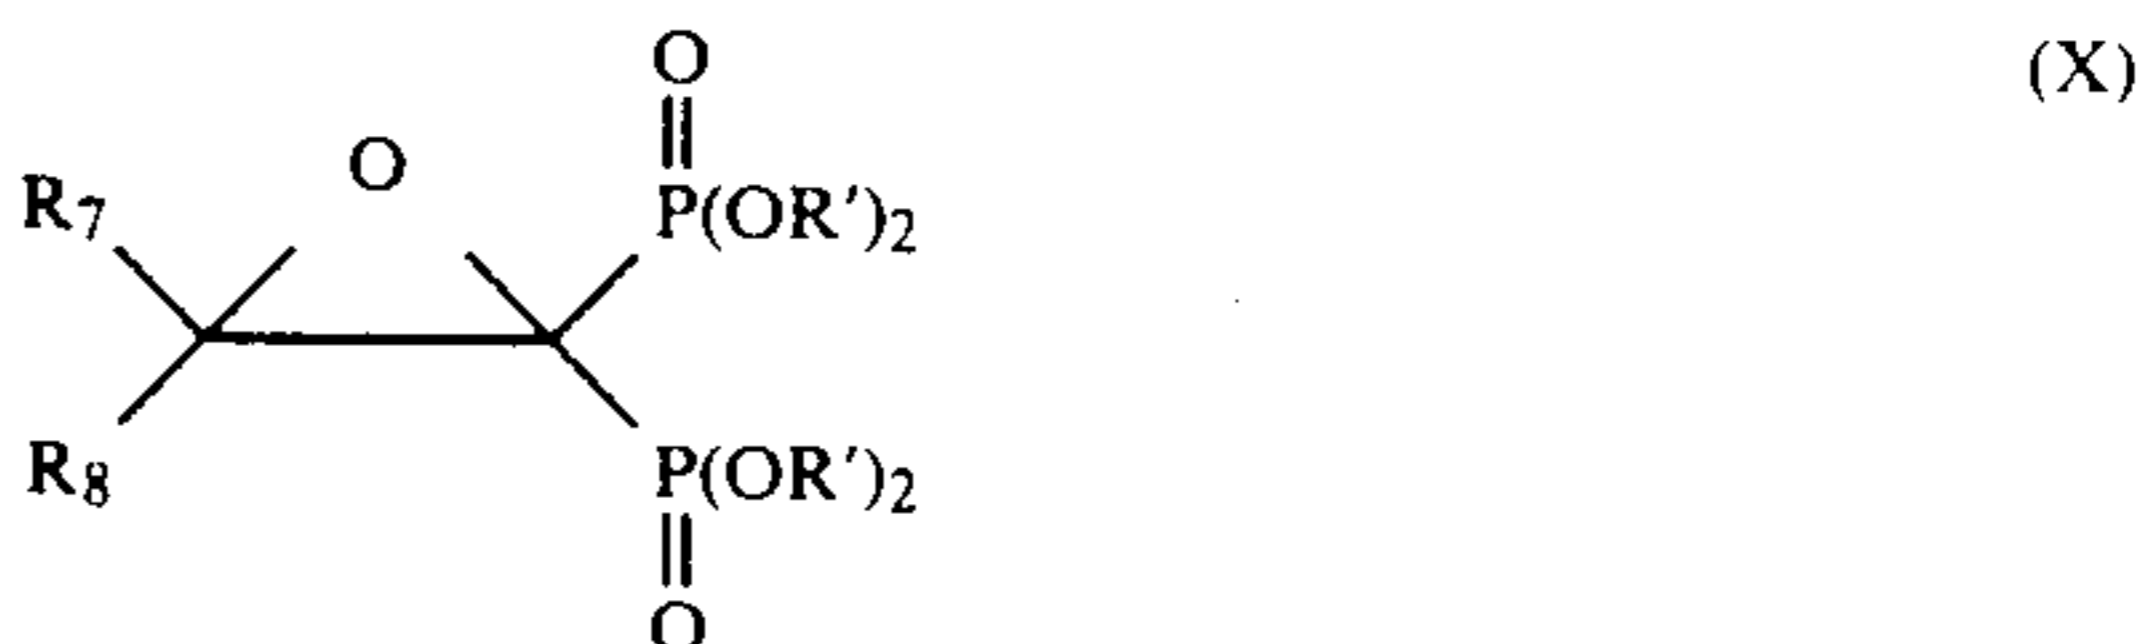 O (X)
O
R7 P(OR′)2
R8 P(OR′)2
O